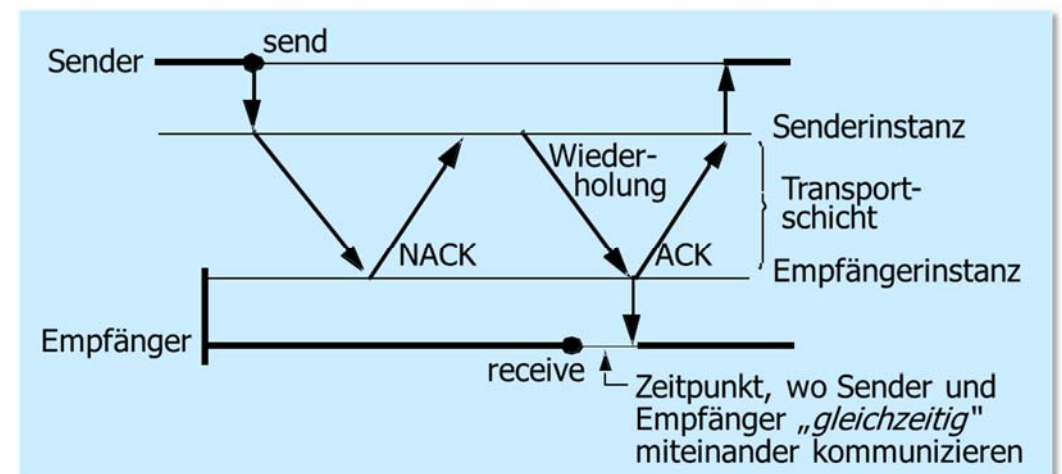 send
Sender
Senderinstanz
Wieder-
holung
Transport-
schicht
NACK
ACK
Empfängerinstanz
Empfänger
receive
Zeitpunkt, wo Sender und
Empfänger „gleichzeitig"
miteinander kommunizieren